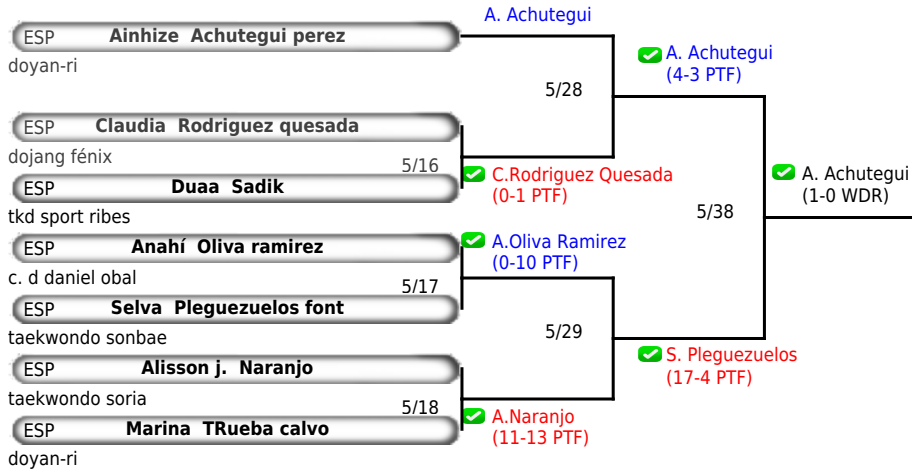 A. Achutegui
ESP Ainhize Achutegui perez
doyan-ri
A. Achutegui
(4-3 PTF)
5/28
ESP Claudia Rodriguez quesada
dojang fénix
5/16
C.Rodriguez Quesada
(0-1 PTF)
A. Achutegui
(1-0 WDR)
ESP Duaa Sadik
tkd sport ribes
5/38
ESP Anahí Oliva ramirez
A.Oliva Ramirez
(0-10 PTF)
c. d daniel obal
5/17
ESP Selva Pleguezuelos font
taekwondo sonbae
5/29
S. Pleguezuelos
(17-4 PTF)
ESP Alisson j. Naranjo
taekwondo soria
5/18
A.Naranjo
(11-13 PTF)
ESP Marina TRueba calvo
doyan-ri